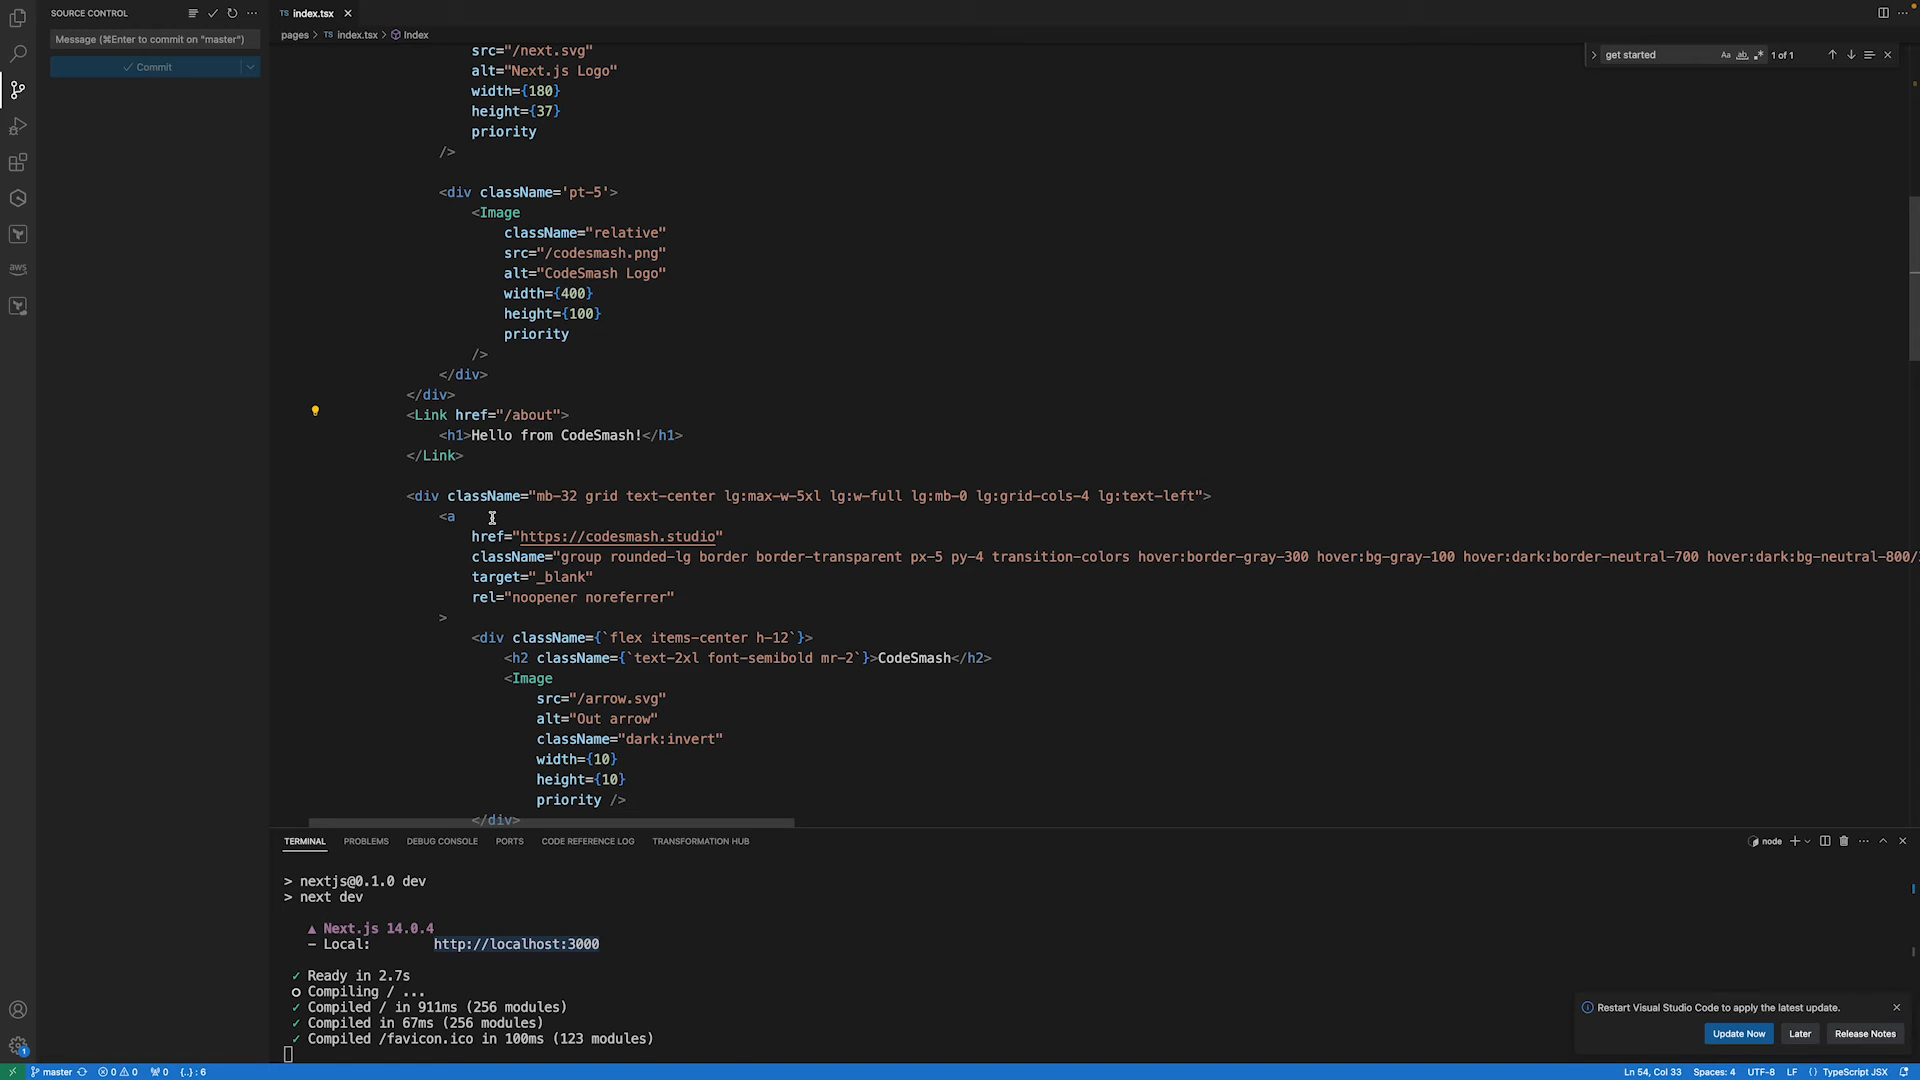 SOURCE CONTROL
TS index.tsx
Message (⌘Enter to commit on "master")
Commit
pages > TS index.tsx > Index
get started
Aa ab .* 1 of 1
src="/next.svg"
alt="Next.js Logo"
width={180}
height={37}
priority
/>
<div className='pt-5'>
<Image
className="relative"
src="/codesmash.png"
alt="CodeSmash Logo"
width={400}
height={100}
priority
/>
</div>
</div>
<Link href="/about">
<h1>Hello from CodeSmash!</h1>
</Link>
<div className="mb-32 grid text-center lg:max-w-5xl lg:w-full lg:mb-0 lg:grid-cols-4 lg:text-left">
<a
href="https://codesmash.studio"
className="group rounded-lg border border-transparent px-5 py-4 transition-colors hover:border-gray-300 hover:bg-gray-100 hover:dark:border-neutral-700 hover:dark:bg-neutral-800/
target="_blank"
rel="noopener noreferrer"
>
<div className={`flex items-center h-12`}>
<h2 className={`text-2xl font-semibold mr-2`}>CodeSmash</h2>
<Image
src="/arrow.svg"
alt="Out arrow"
className="dark:invert"
width={10}
height={10}
priority />
</div>
aws
TERMINAL PROBLEMS DEBUG CONSOLE PORTS CODE REFERENCE LOG TRANSFORMATION HUB
node
> nextjs@0.1.0 dev
> next dev
▲ Next.js 14.0.4
- Local: http://localhost:3000
✓ Ready in 2.7s
○ Compiling / ...
✓ Compiled / in 911ms (256 modules)
✓ Compiled in 67ms (256 modules)
✓ Compiled /favicon.ico in 100ms (123 modules)
Restart Visual Studio Code to apply the latest update.
Update Now Later Release Notes
1
master 0 0 0 {..} : 6
Ln 54, Col 33 Spaces: 4 UTF-8 LF {} TypeScript JSX